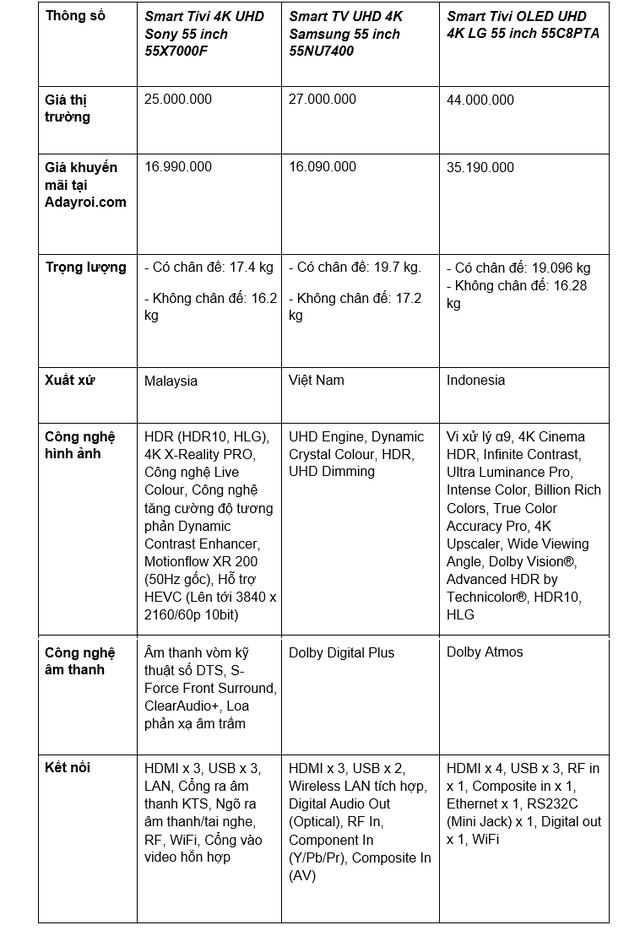 Thông số
Smart Tivi 4K UHD
Sony 55 inch
55X7000F
Smart TV UHD 4K
Samsung 55 inch
55NU7400
Smart Tivi OLED UHD
4K LG 55 inch 55C8PTA
Giá thị
trường
25.000.000
27.000.000
44.000.000
Giá khuyến
mãi tại
Adayroi.com
16.990.000
16.090.000
35.190.000
Trọng lượng
- Có chân đế: 17.4 kg
- Không chân đế: 16.2
kg
- Có chân đế: 19.7 kg.
- Không chân đế: 17.2
kg
- Có chân đế: 19.096 kg
- Không chân đế: 16.28
kg
Xuất xứ
Malaysia
Việt Nam
Indonesia
Công nghệ
hình ảnh
HDR (HDR10, HLG),
4K X-Reality PRO,
Công nghệ Live
Colour, Công nghệ
tăng cường độ tương
phản Dynamic
Contrast Enhancer,
Motionflow XR 200
(50Hz gốc), Hỗ trợ
HEVC (Lên tới 3840 x
2160/60p 10bit)
UHD Engine, Dynamic
Crystal Colour, HDR,
UHD Dimming
Vi xử lý α9, 4K Cinema
HDR, Infinite Contrast,
Ultra Luminance Pro,
Intense Color, Billion Rich
Colors, True Color
Accuracy Pro, 4K
Upscaler, Wide Viewing
Angle, Dolby Vision®,
Advanced HDR by
Technicolor®, HDR10,
HLG
Công nghệ
âm thanh
Âm thanh vòm kỹ
thuật số DTS, S-
Force Front Surround,
ClearAudio+, Loa
phản xạ âm trầm
Dolby Digital Plus
Dolby Atmos
Kết nối
HDMI x 3, USB x 3,
LAN, Cổng ra âm
thanh KTS, Ngõ ra
âm thanh/tai nghe,
RF, WiFi, Cổng vào
video hỗn hợp
HDMI x 3, USB x 2,
Wireless LAN tích hợp,
Digital Audio Out
(Optical), RF In,
Component In
(Y/Pb/Pr), Composite In
(AV)
HDMI x 4, USB x 3, RF in
x 1, Composite in x 1,
Ethernet x 1, RS232C
(Mini Jack) x 1, Digital out
x 1, WiFi